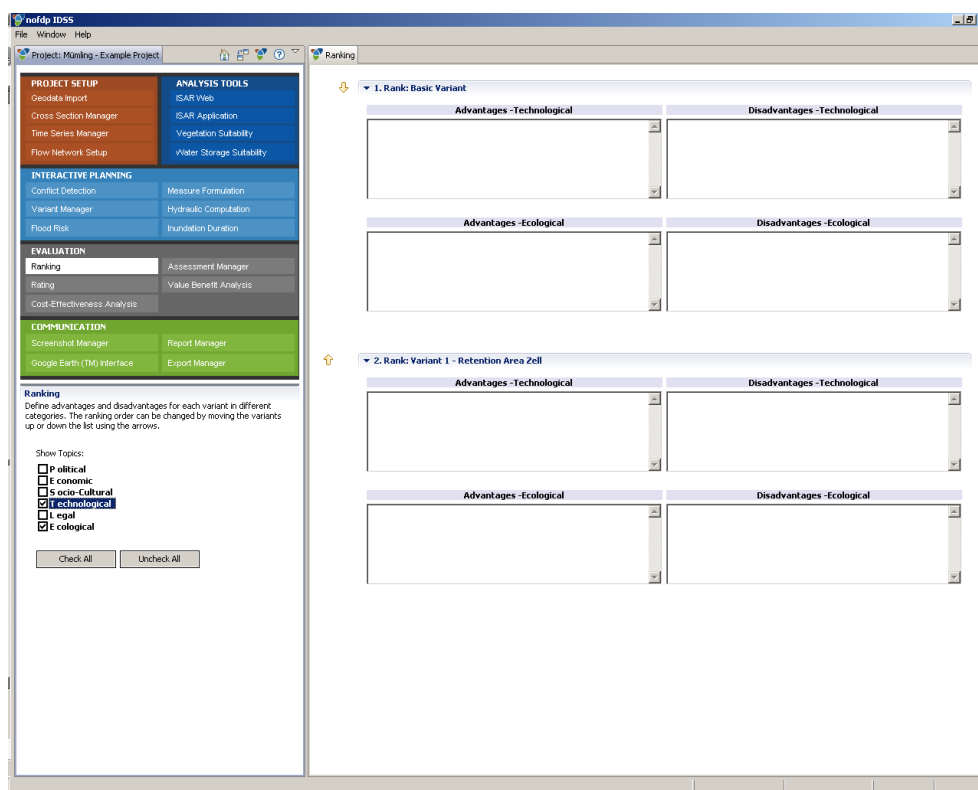 nofdp IDSS
File Window Help
Project: Mümling - Example Project
PROJECT SETUP
Geodata Import
Cross Section Manager
Time Series Manager
Flow Network Setup
ANALYSIS TOOLS
ISAR Web
ISAR Application
Vegetation Suitability
Water Storage Suitability
INTERACTIVE PLANNING
Conflict Detection
Measure Formulation
Variant Manager
Hydraulic Computation
Flood Risk
Inundation Duration
EVALUATION
Ranking
Assessment Manager
Rating
Value Benefit Analysis
Cost-Effectiveness Analysis
COMMUNICATION
Screenshot Manager
Report Manager
Google Earth (TM) Interface
Export Manager
Ranking
Define advantages and disadvantages for each variant in different
categories. The ranking order can be changed by moving the variants
up or down the list using the arrows.
Show Topics:
P olitical
E conomic
S ocio-Cultural
T echnological
L egal
E cological
Check All
Uncheck All
Ranking
1. Rank: Basic Variant
Advantages -Technological
Disadvantages -Technological
Advantages -Ecological
Disadvantages -Ecological
2. Rank: Variant 1 - Retention Area Zell
Advantages -Technological
Disadvantages -Technological
Advantages -Ecological
Disadvantages -Ecological